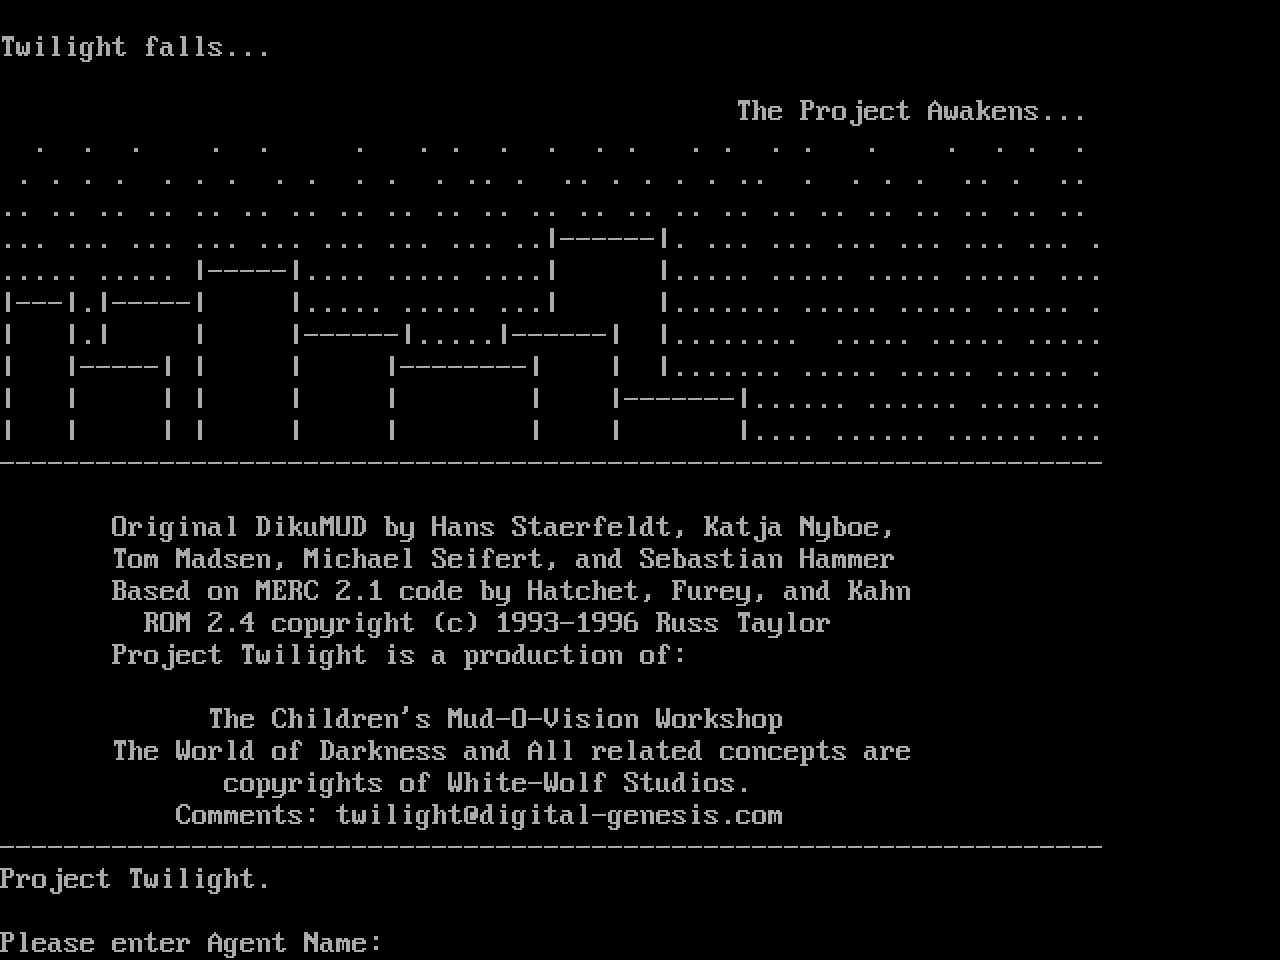 Twilight falls...
The Project Awakens...
Original DikuMUD by Hans Staerfeldt, Katja Nyboe,
Tom Madsen, Michael Seifert, and Sebastian Hammer
Based on MERC 2.1 code by Hatchet, Furey, and Kahn
ROM 2.4 copyright (c) 1993-1996 Russ Taylor
Project Twilight is a production of:
The Children's Mud-O-Vision Workshop
The World of Darkness and All related concepts are
copyrights of White-Wolf Studios.
Comments: twilight@digital-genesis.com
Project Twilight.
Please enter Agent Name: